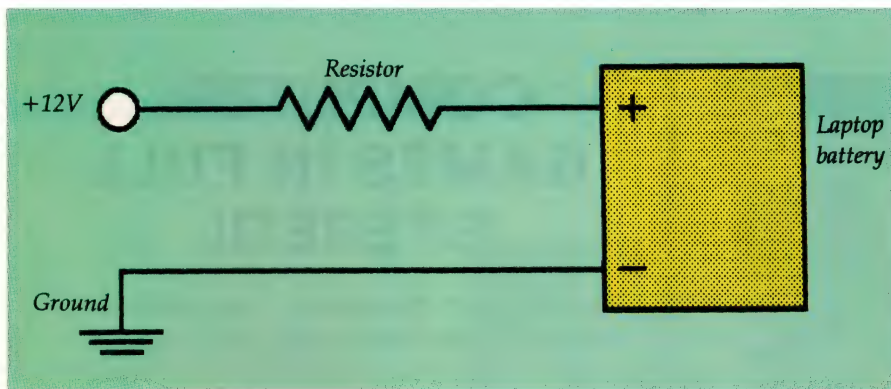 Resistor
+12V
+
Laptop
battery
−
Ground